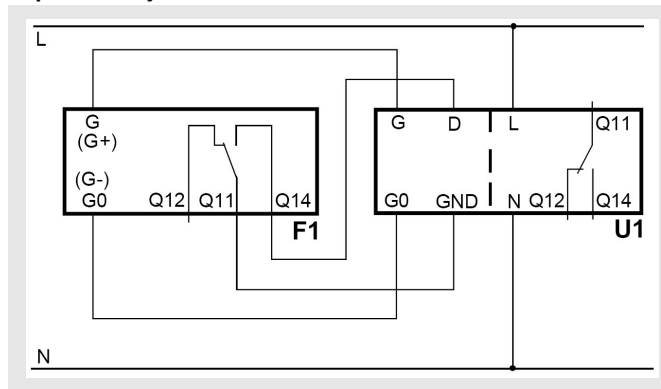 L
G
(G+)
(G-)
G0 Q12 Q11 Q14
F1
G D L Q11
G0 GND N Q12 Q14
U1
N